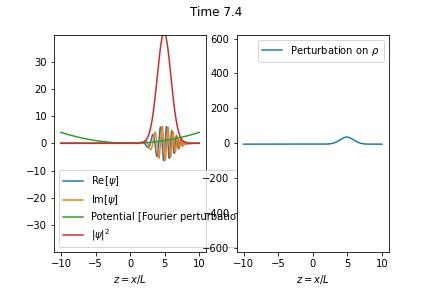 Time 7.4
30
20
10
0
−10
−20
−30
Re[ψ]
Im[ψ]
Potential [Fourier perturbatio
|ψ|²
−10 −5 0 5 10
z = x/L
600
400
200
0
−200
−400
−600
Perturbation on ρ
−10 −5 0 5 10
z = x/L